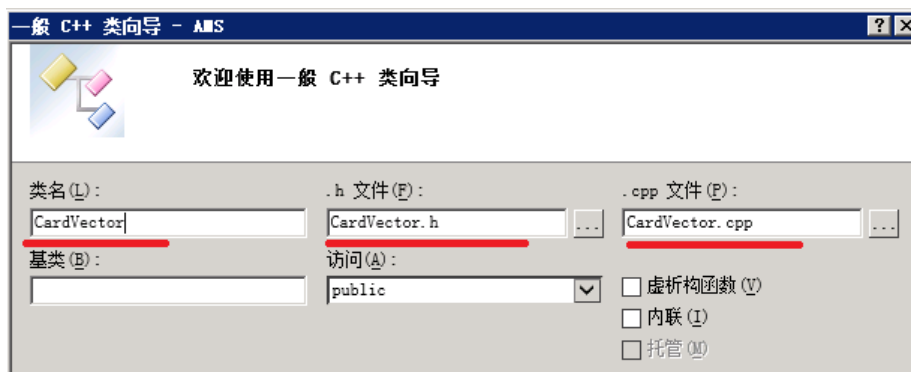 一般 C++ 类向导 - AMS
欢迎使用一般 C++ 类向导
类名(L):
.h 文件(F):
.cpp 文件(P):
CardVector
CardVector.h
...
CardVector.cpp
...
基类(B):
访问(A):
public
虚析构函数(V)
内联(I)
托管(M)